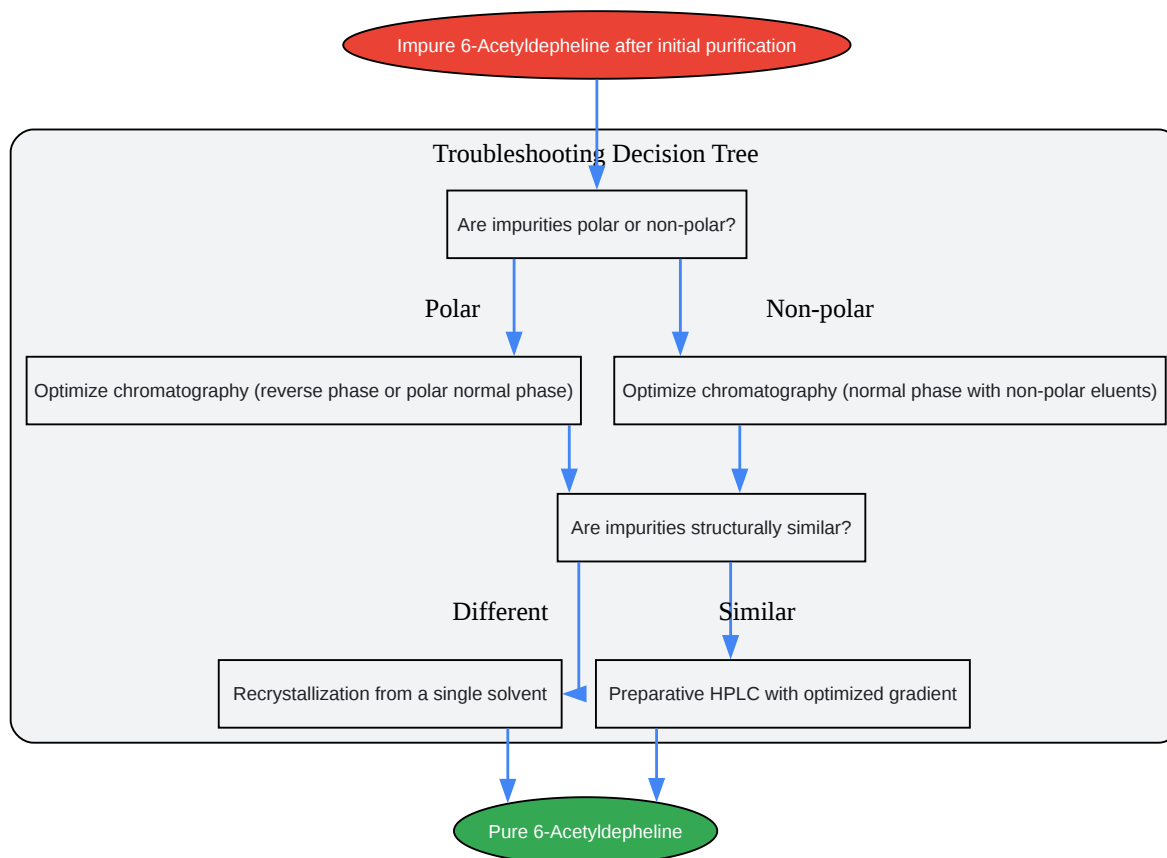 Impure 6-Acetyldepheline after initial purification
Troubleshooting Decision Tree
Are impurities polar or non-polar?
Polar
Non-polar
Optimize chromatography (reverse phase or polar normal phase)
Optimize chromatography (normal phase with non-polar eluents)
Are impurities structurally similar?
Different
Similar
Recrystallization from a single solvent
Preparative HPLC with optimized gradient
Pure 6-Acetyldepheline